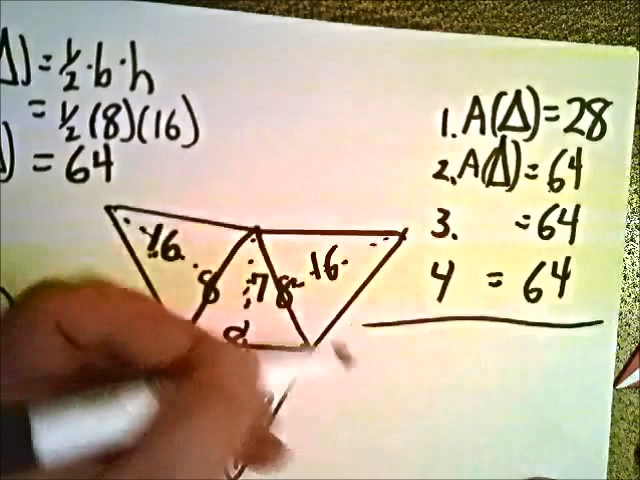 Δ) = ½·b·h
= ½(8)(16)
) = 64
1. A(Δ) = 28
2. A(Δ) = 64
3. = 64
4 = 64
16
8
7
8
16
8